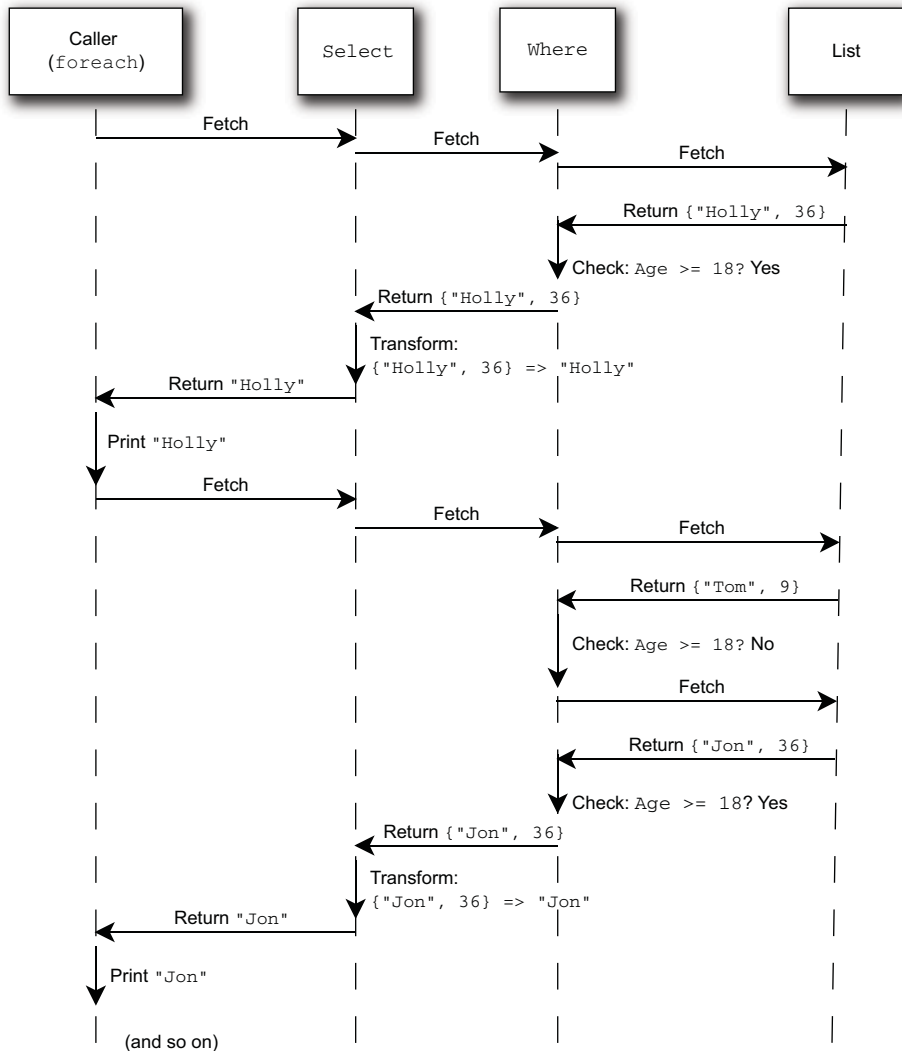 Caller
(foreach)
Select
Where
List
Fetch
Fetch
Fetch
Return {"Holly", 36}
Check: Age >= 18? Yes
Return {"Holly", 36}
Transform:
{"Holly", 36} => "Holly"
Return "Holly"
Print "Holly"
Fetch
Fetch
Fetch
Return {"Tom", 9}
Check: Age >= 18? No
Fetch
Return {"Jon", 36}
Check: Age >= 18? Yes
Return {"Jon", 36}
Transform:
{"Jon", 36} => "Jon"
Return "Jon"
Print "Jon"
(and so on)